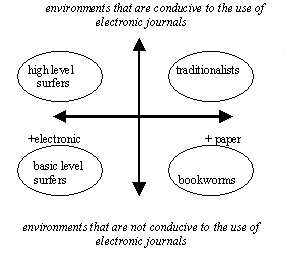 environments that are conducive to the use of
electronic journals
high level
surfers
traditionalists
+electronic
+ paper
basic level
surfers
bookworms
environments that are not conducive to the use of
electronic journals